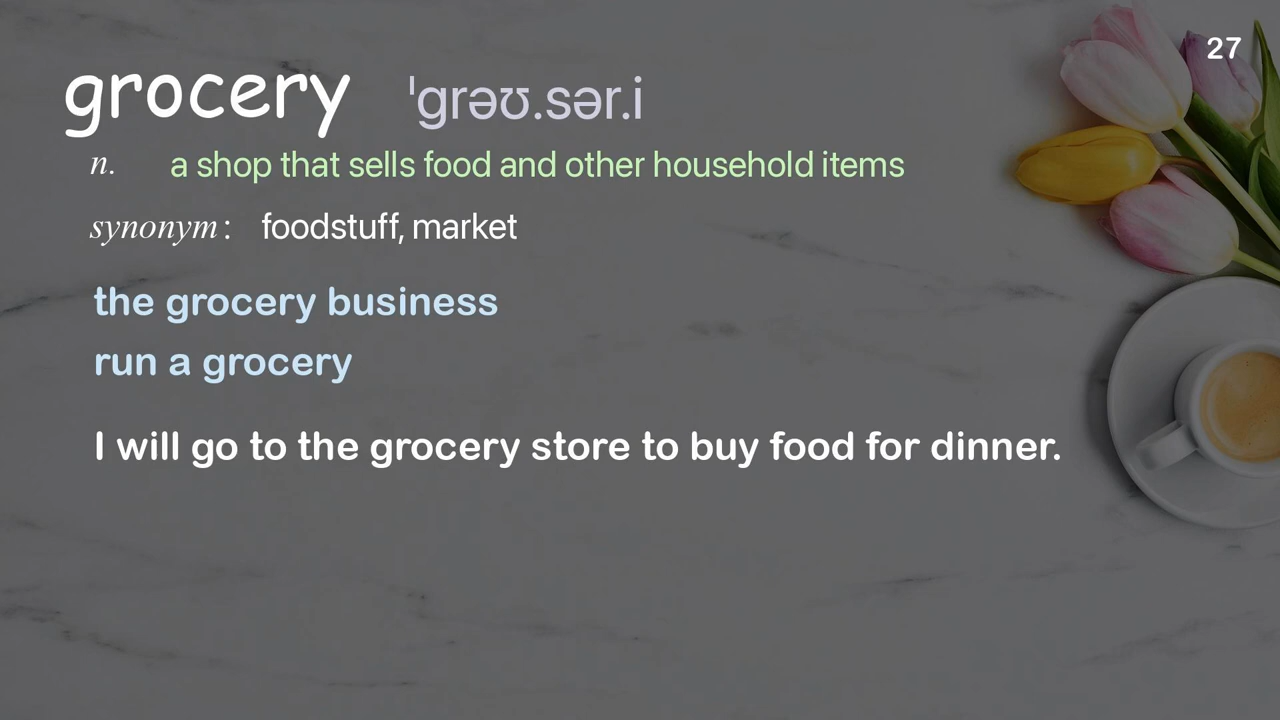 27
grocery ˈɡrəʊ.sər.i
n. a shop that sells food and other household items
synonym: foodstuff, market
the grocery business
run a grocery
I will go to the grocery store to buy food for dinner.